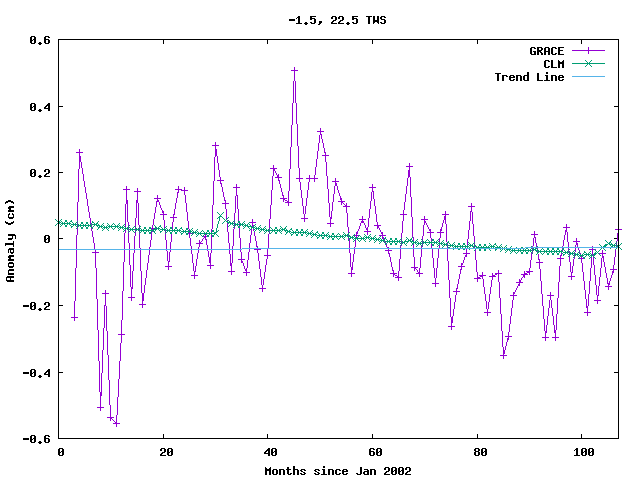 -1.5, 22.5 TWS
GRACE
CLM
Trend Line
0.6
0.4
0.2
0
-0.2
-0.4
-0.6
Anomaly (cm)
0 20 40 60 80 100
Months since Jan 2002